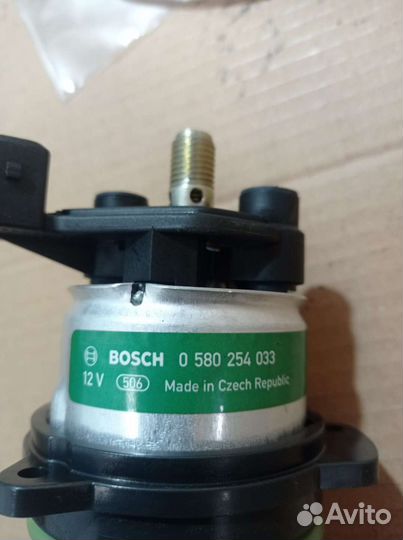 BOSCH 0 580 254 033
12 V 506 Made in Czech Republic
Avito